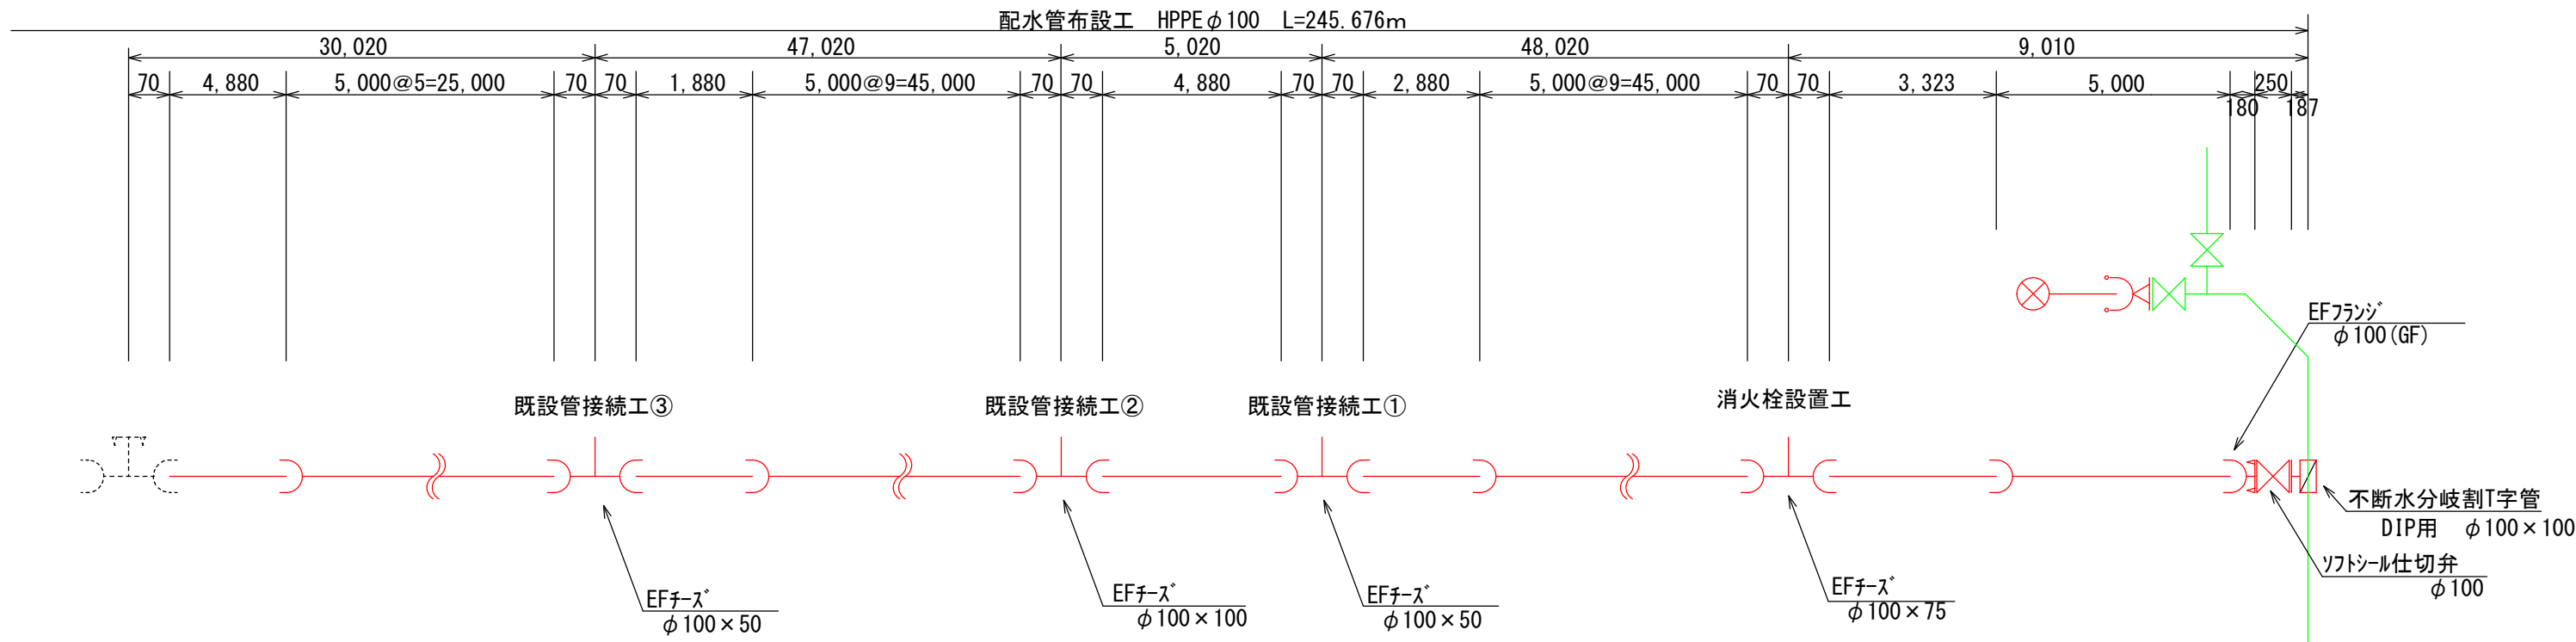 配水管布設工 HPPEφ100 L=245.676m
30,020 47,020 5,020 48,020 9,010
70 4,880 5,000@5=25,000 70 70 1,880 5,000@9=45,000 70 70 4,880 70 70 2,880 5,000@9=45,000 70 70 3,323 5,000 250
180 187
EFフランジ
φ100(GF)
既設管接続工③ 既設管接続工② 既設管接続工① 消火栓設置工
不断水分岐割T字管
DIP用 φ100×100
ソフトシール仕切弁
φ100
EFチーズ
φ100×50
EFチーズ
φ100×100
EFチーズ
φ100×50
EFチーズ
φ100×75